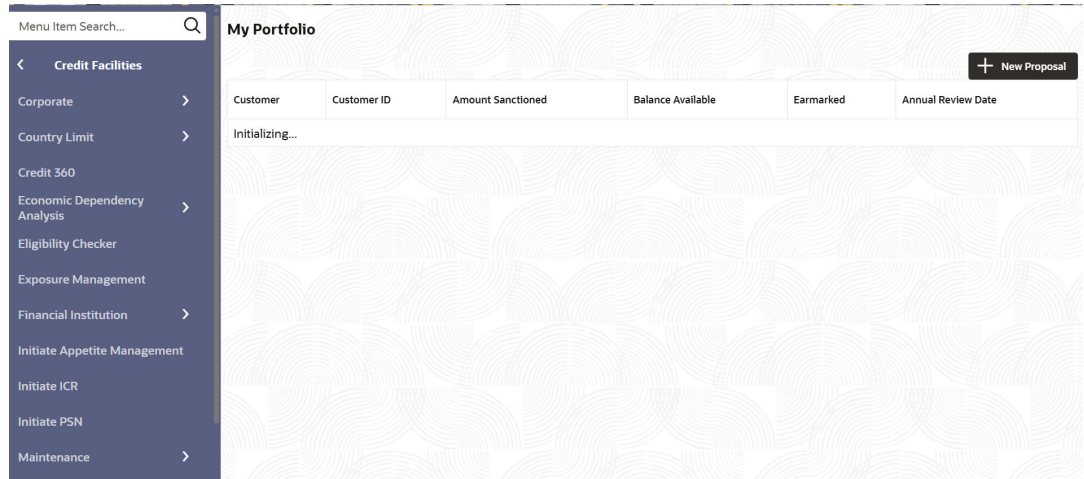 Menu Item Search...
Credit Facilities
Corporate
Country Limit
Credit 360
Economic Dependency
Analysis
Eligibility Checker
Exposure Management
Financial Institution
Initiate Appetite Management
Initiate ICR
Initiate PSN
Maintenance
My Portfolio
New Proposal
Customer Customer ID Amount Sanctioned Balance Available Earmarked Annual Review Date
Initializing...